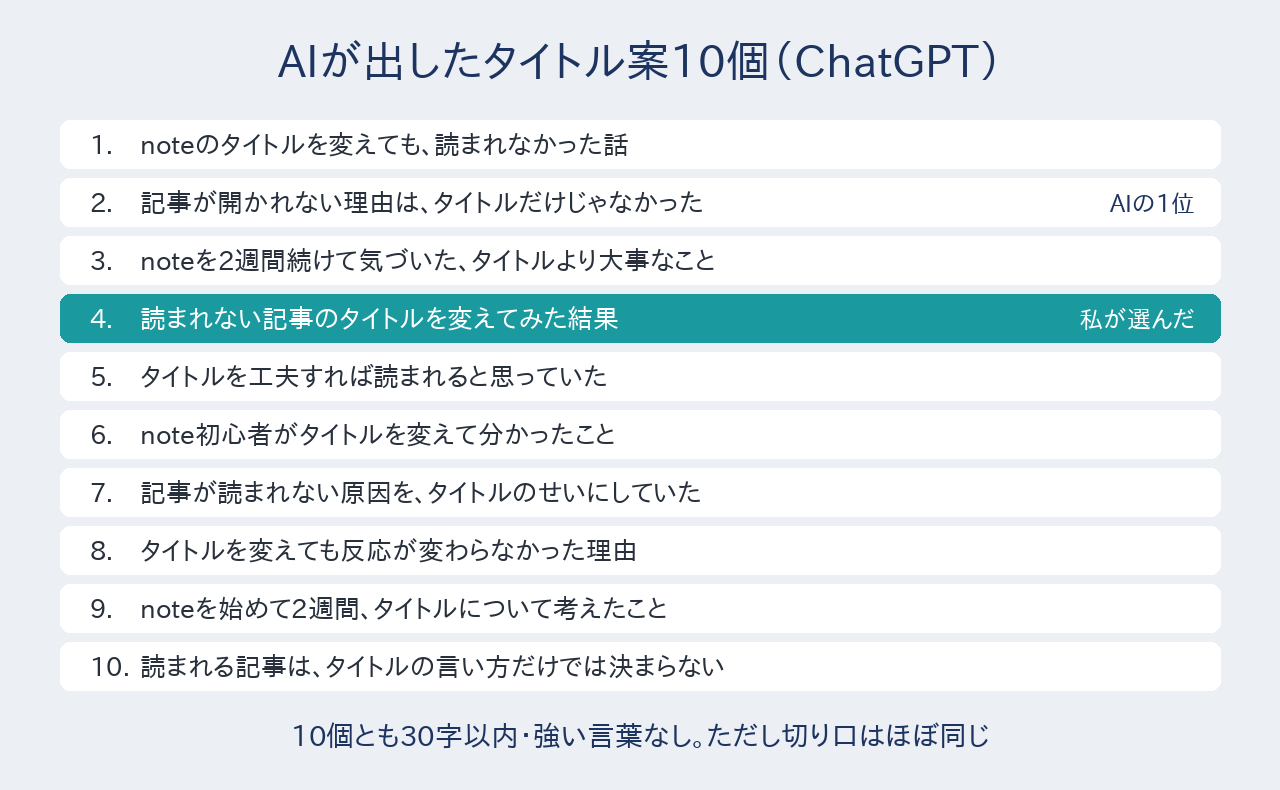 AIが出したタイトル案10個（ChatGPT）
1. noteのタイトルを変えても、読まれなかった話
2. 記事が開かれない理由は、タイトルだけじゃなかった AIの1位
3. noteを2週間続けて気づいた、タイトルより大事なこと
4. 読まれない記事のタイトルを変えてみた結果 私が選んだ
5. タイトルを工夫すれば読まれると思っていた
6. note初心者がタイトルを変えて分かったこと
7. 記事が読まれない原因を、タイトルのせいにしていた
8. タイトルを変えても反応が変わらなかった理由
9. noteを始めて2週間、タイトルについて考えたこと
10. 読まれる記事は、タイトルの言い方だけでは決まらない
10個とも30字以内・強い言葉なし。ただし切り口はほぼ同じ